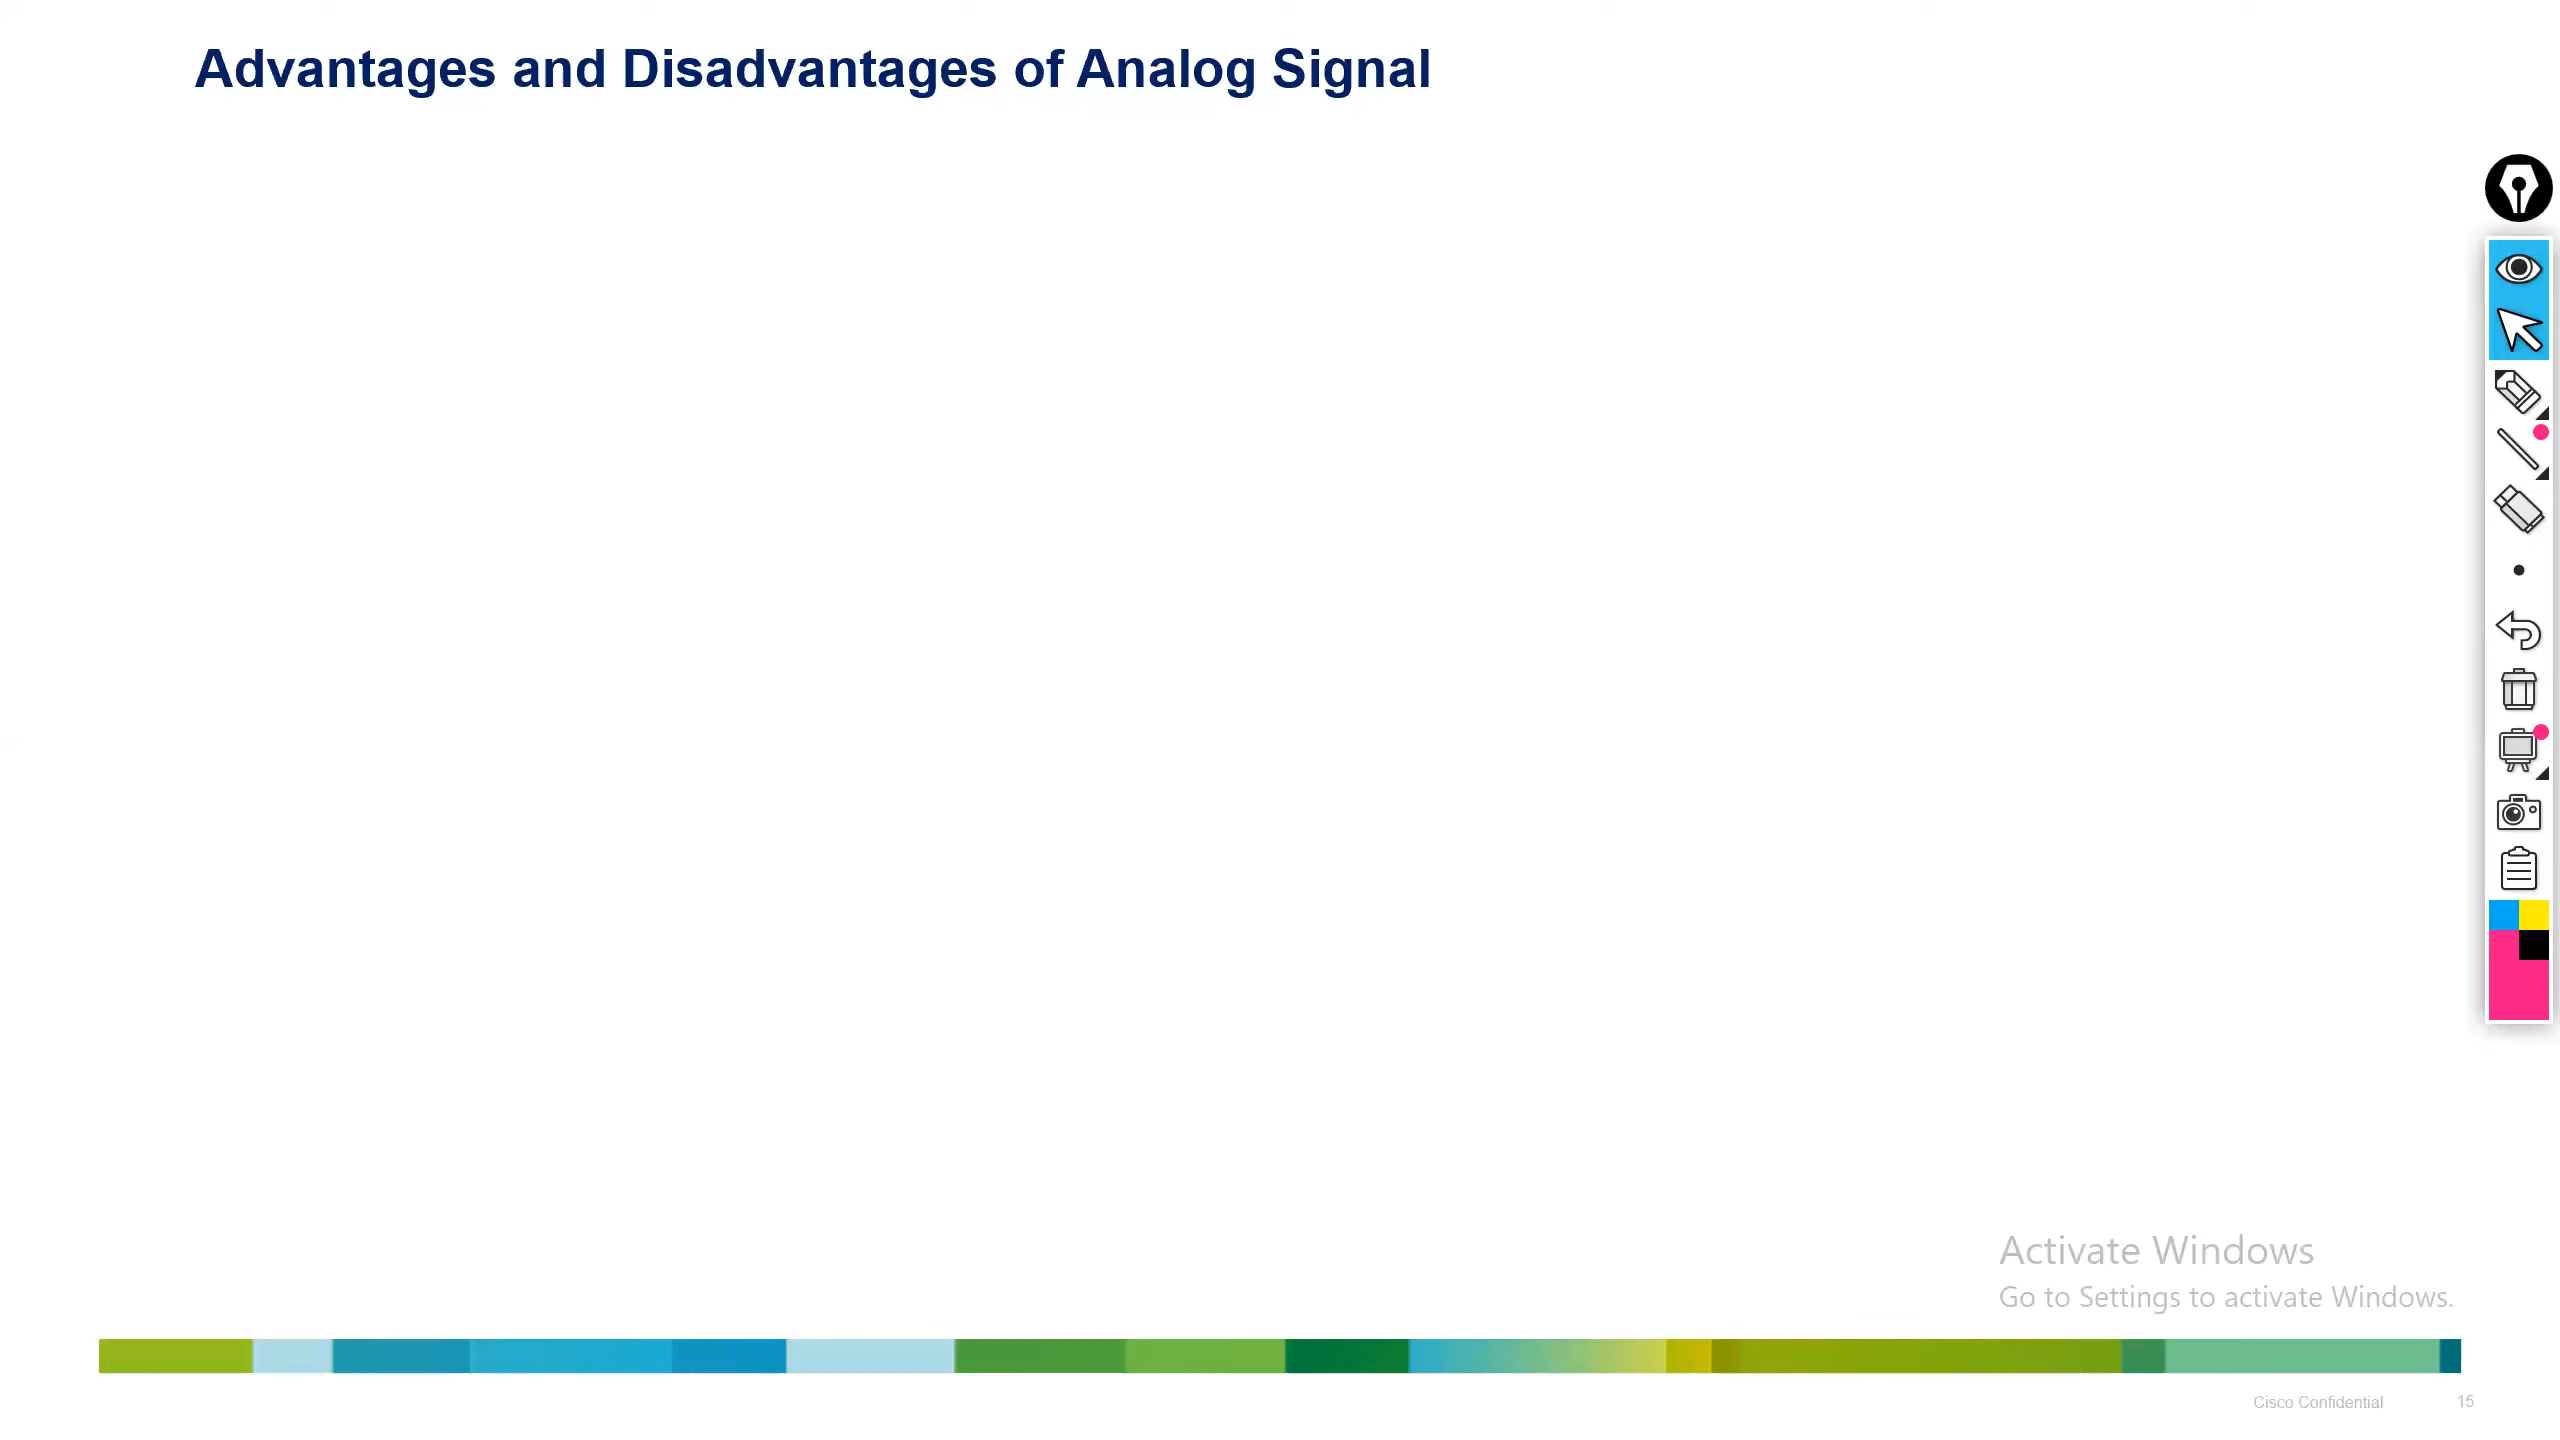 Advantages and Disadvantages of Analog Signal
Activate Windows
Go to Settings to activate Windows.
Cisco Confidential
15